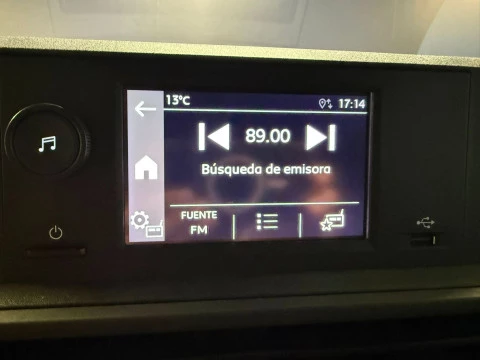 13°C 17:14
89.00
Búsqueda de emisora
FUENTE
FM